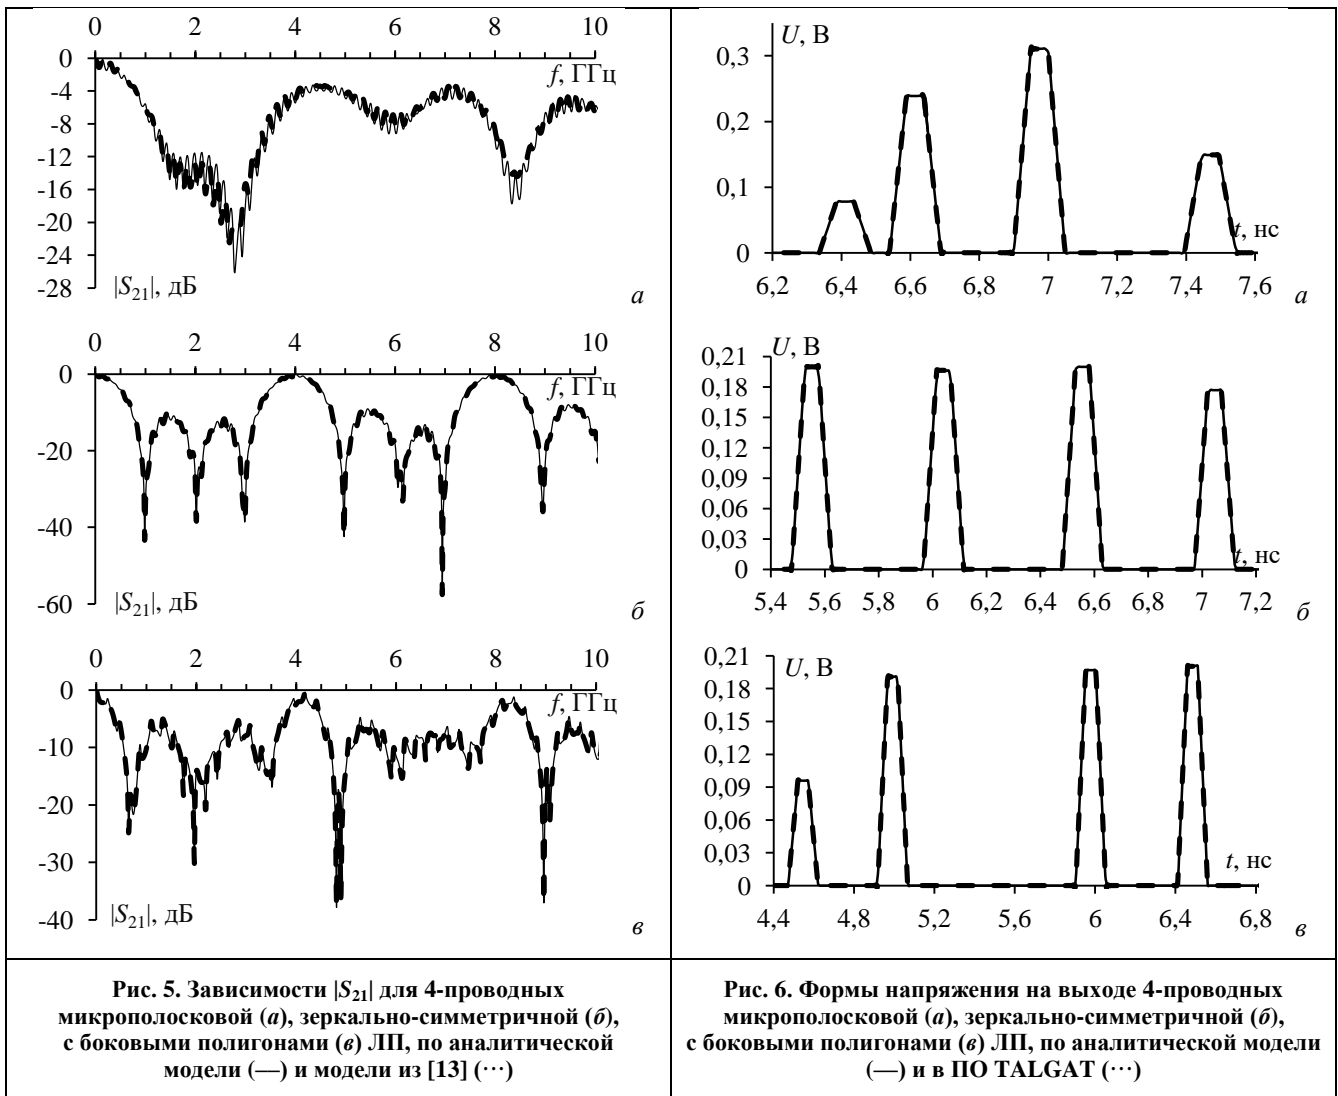 0 2 4 6 8 10
0
f, ГГц
-4
-8
-12
-16
-20
-24
-28
|S21|, дБ
а
0 2 4 6 8 10
0
f, ГГц
-20
-40
-60
|S21|, дБ
б
0 2 4 6 8 10
0
f, ГГц
-10
-20
-30
-40
|S21|, дБ
в
U, В
0,3
0,2
0,1
t, нс
0
6,2 6,4 6,6 6,8 7 7,2 7,4 7,6
а
U, В
0,21
0,18
0,15
0,12
0,09
0,06
0,03
t, нс
0
5,4 5,6 5,8 6 6,2 6,4 6,6 6,8 7 7,2
б
0,21
U, В
0,18
0,15
0,12
0,09
0,06
0,03
t, нс
0
4,4 4,8 5,2 5,6 6 6,4 6,8
в
Рис. 5. Зависимости |S21| для 4-проводных
микрополосковой (а), зеркально-симметричной (б),
с боковыми полигонами (в) ЛП, по аналитической
модели (—) и модели из [13] (···)
Рис. 6. Формы напряжения на выходе 4-проводных
микрополосковой (а), зеркально-симметричной (б),
с боковыми полигонами (в) ЛП, по аналитической модели
(—) и в ПО TALGAT (···)